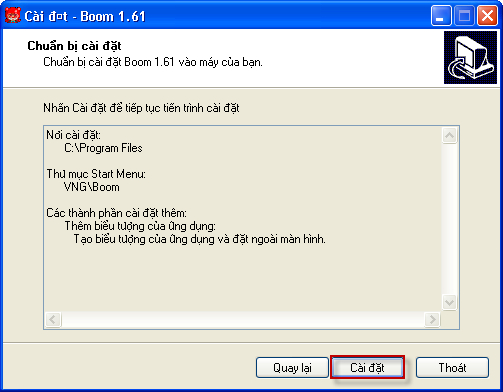 Cài đ¤t - Boom 1.61
Chuẩn bị cài đặt
Chuẩn bị cài đặt Boom 1.61 vào máy của bạn.
Nhấn Cài đặt để tiếp tục tiến trình cài đặt
Nơi cài đặt:
C:\Program Files
Thư mục Start Menu:
VNG\Boom
Các thành phần cài đặt thêm:
Thêm biểu tượng của ứng dụng:
Tạo biểu tượng của ứng dụng và đặt ngoài màn hình.
Quay lại
Cài đặt
Thoát